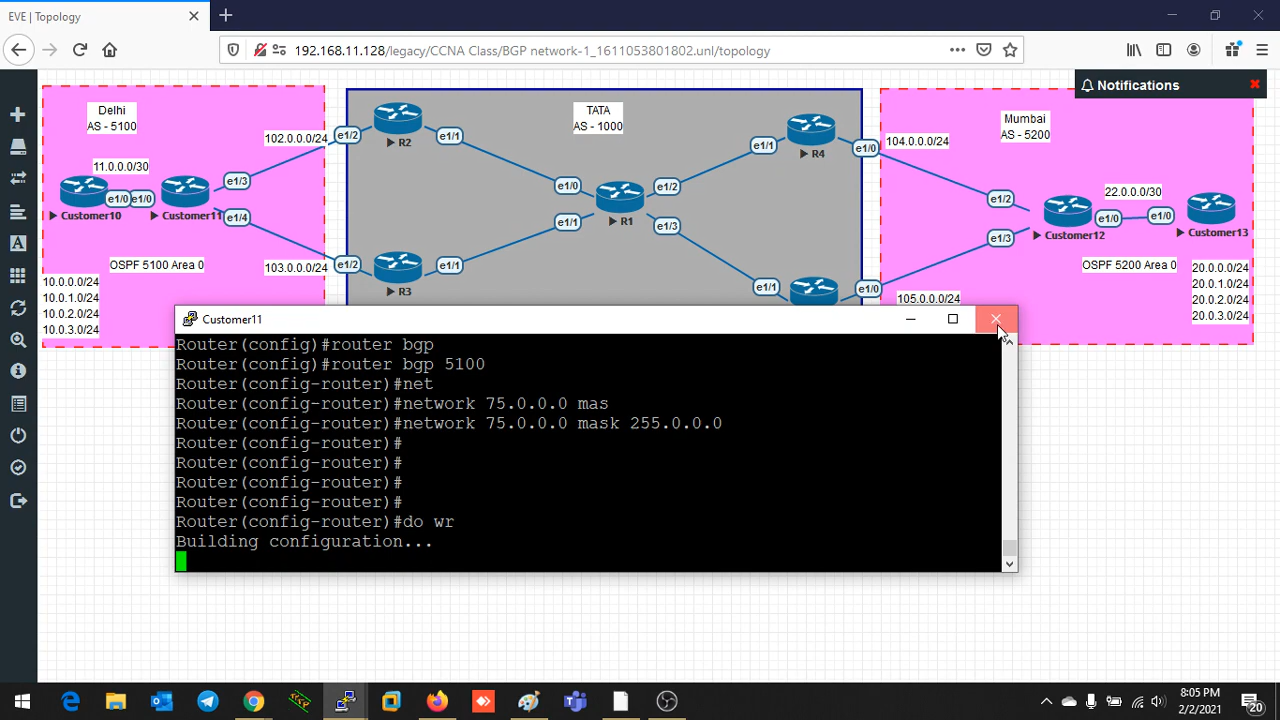 EVE | Topology
192.168.11.128/legacy/CCNA Class/BGP network-1_1611053801802.unl/topology
Notifications
Delhi
AS - 5100
102.0.0.0/24
e1/2
R2
e1/1
TATA
AS - 1000
e1/1
R4
e1/0
104.0.0.0/24
Mumbai
AS - 5200
11.0.0.0/30
e1/3
e1/0
e1/2
R1
e1/1
e1/3
Customer10
e1/0
e1/0
Customer11
e1/4
22.0.0.0/30
e1/2
Customer12
e1/0
e1/0
Customer13
e1/3
OSPF 5100 Area 0
103.0.0.0/24
e1/2
R3
e1/1
e1/1
e1/0
105.0.0.0/24
OSPF 5200 Area 0
10.0.0.0/24
10.0.1.0/24
10.0.2.0/24
10.0.3.0/24
20.0.0.0/24
20.0.1.0/24
20.0.2.0/24
20.0.3.0/24
Customer11
Router(config)#router bgp
Router(config)#router bgp 5100
Router(config-router)#net
Router(config-router)#network 75.0.0.0 mas
Router(config-router)#network 75.0.0.0 mask 255.0.0.0
Router(config-router)#
Router(config-router)#
Router(config-router)#
Router(config-router)#
Router(config-router)#do wr
Building configuration...
8:05 PM
2/2/2021
20